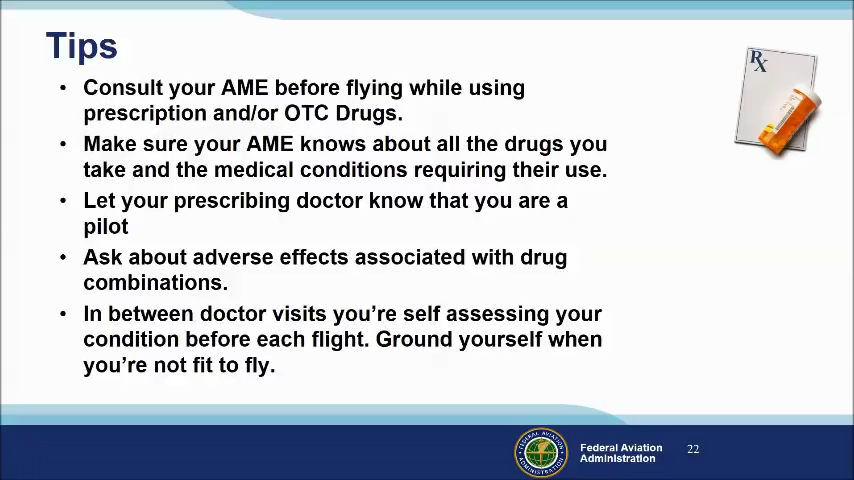 Tips
• Consult your AME before flying while using
prescription and/or OTC Drugs.
• Make sure your AME knows about all the drugs you
take and the medical conditions requiring their use.
• Let your prescribing doctor know that you are a
pilot
• Ask about adverse effects associated with drug
combinations.
• In between doctor visits you’re self assessing your
condition before each flight. Ground yourself when
you’re not fit to fly.
Rx
FEDERAL AVIATION
ADMINISTRATION
Federal Aviation
Administration
22